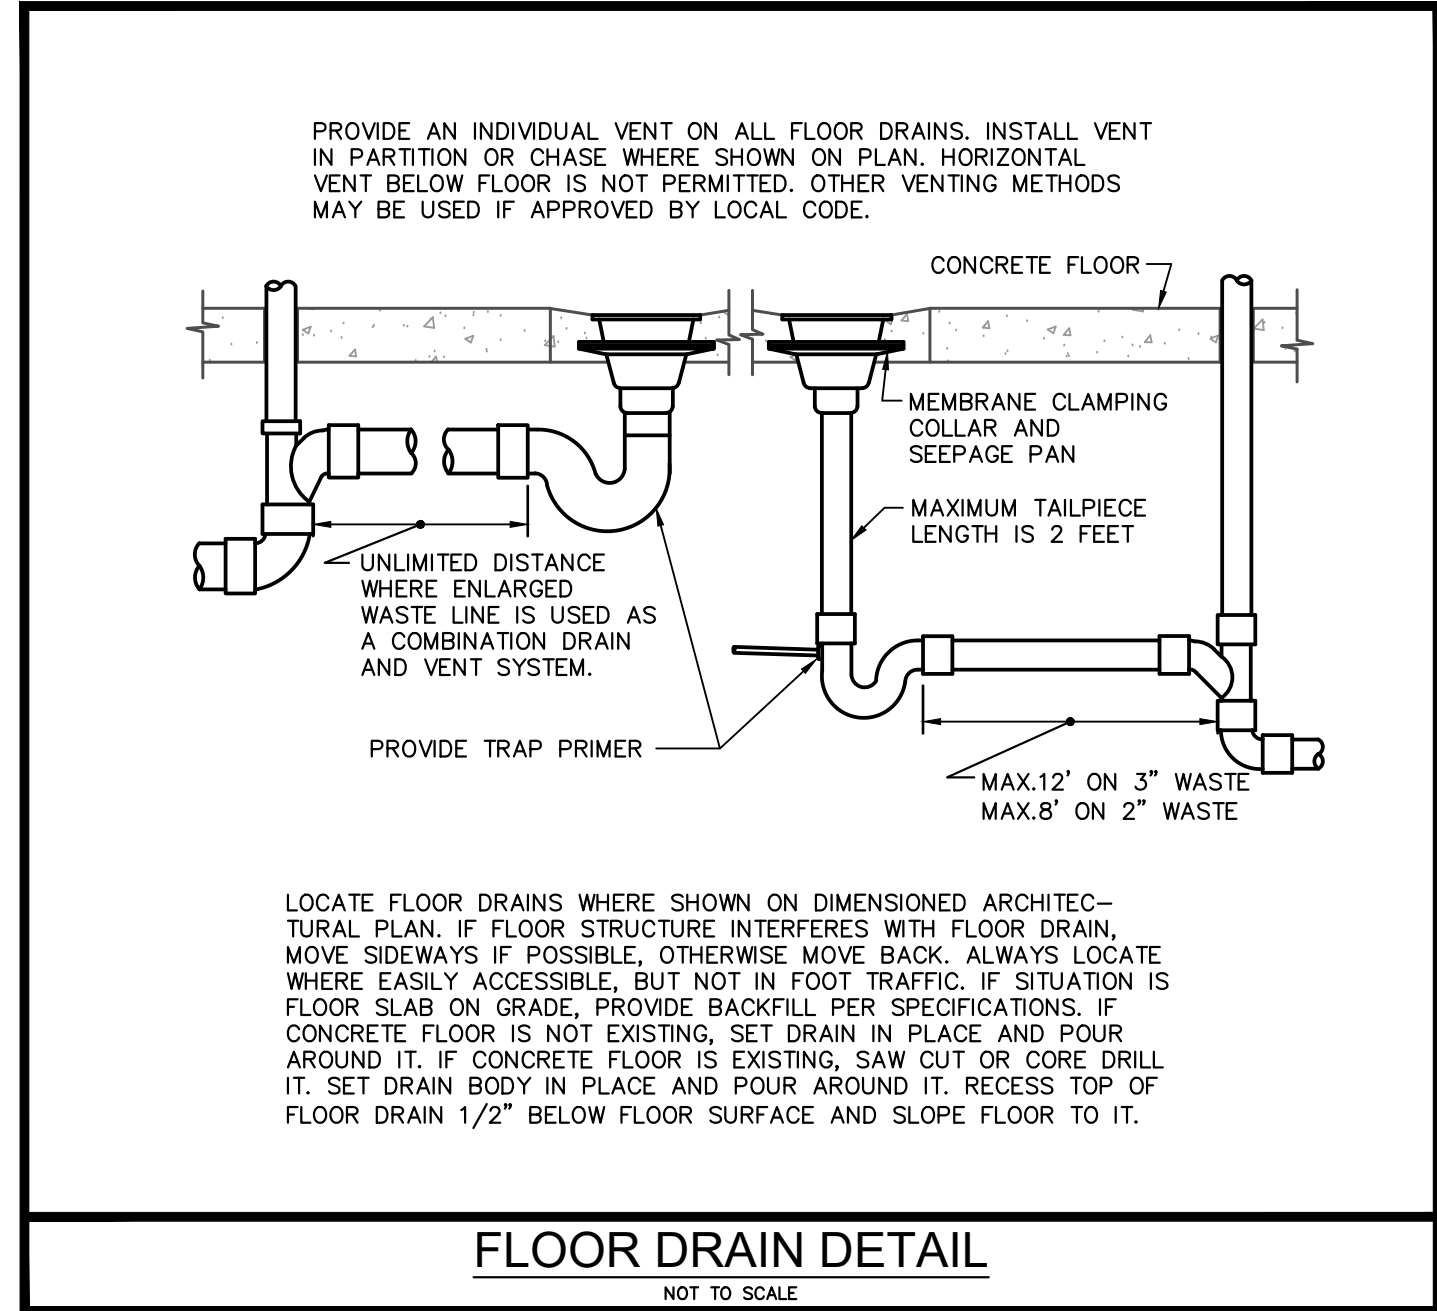 PROVIDE AN INDIVIDUAL VENT ON ALL FLOOR DRAINS. INSTALL VENT
IN PARTITION OR CHASE WHERE SHOWN ON PLAN. HORIZONTAL
VENT BELOW FLOOR IS NOT PERMITTED. OTHER VENTING METHODS
MAY BE USED IF APPROVED BY LOCAL CODE.
CONCRETE FLOOR
MEMBRANE CLAMPING
COLLAR AND
SEEPAGE PAN
MAXIMUM TAILPIECE
LENGTH IS 2 FEET
UNLIMITED DISTANCE
WHERE ENLARGED
WASTE LINE IS USED AS
A COMBINATION DRAIN
AND VENT SYSTEM.
PROVIDE TRAP PRIMER
MAX.12' ON 3" WASTE
MAX.8' ON 2" WASTE
LOCATE FLOOR DRAINS WHERE SHOWN ON DIMENSIONED ARCHITEC-
TURAL PLAN. IF FLOOR STRUCTURE INTERFERES WITH FLOOR DRAIN,
MOVE SIDEWAYS IF POSSIBLE, OTHERWISE MOVE BACK. ALWAYS LOCATE
WHERE EASILY ACCESSIBLE, BUT NOT IN FOOT TRAFFIC. IF SITUATION IS
FLOOR SLAB ON GRADE, PROVIDE BACKFILL PER SPECIFICATIONS. IF
CONCRETE FLOOR IS NOT EXISTING, SET DRAIN IN PLACE AND POUR
AROUND IT. IF CONCRETE FLOOR IS EXISTING, SAW CUT OR CORE DRILL
IT. SET DRAIN BODY IN PLACE AND POUR AROUND IT. RECESS TOP OF
FLOOR DRAIN 1/2" BELOW FLOOR SURFACE AND SLOPE FLOOR TO IT.
FLOOR DRAIN DETAIL
NOT TO SCALE